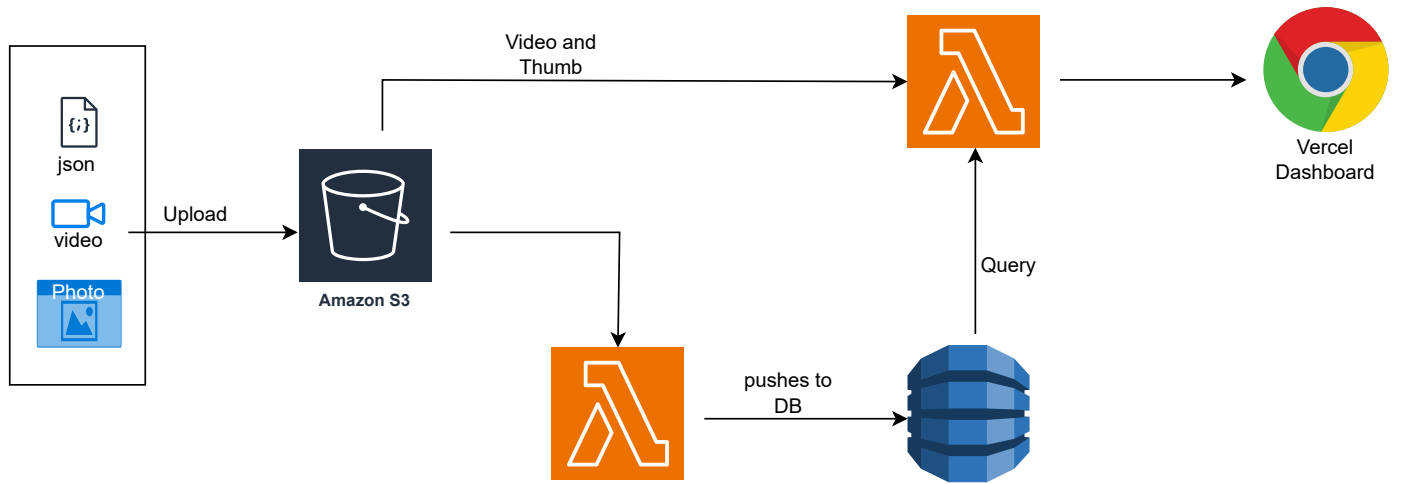 Video and
Thumb
{;}
json
Upload
video
Photo
Amazon S3
Vercel
Dashboard
Query
pushes to
DB